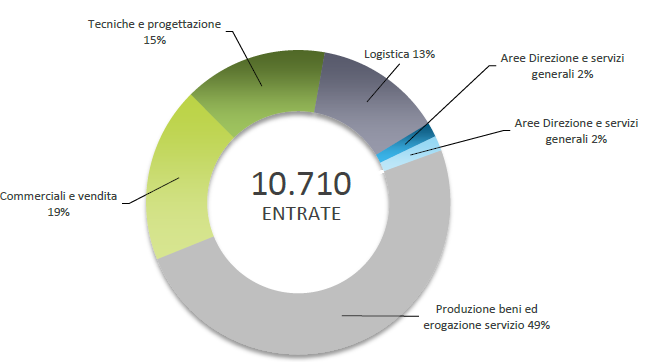 Tecniche e progettazione
15%
Logistica 13%
Aree Direzione e servizi
generali 2%
Aree Direzione e servizi
generali 2%
Commerciali e vendita
19%
10.710
ENTRATE
Produzione beni ed
erogazione servizio 49%